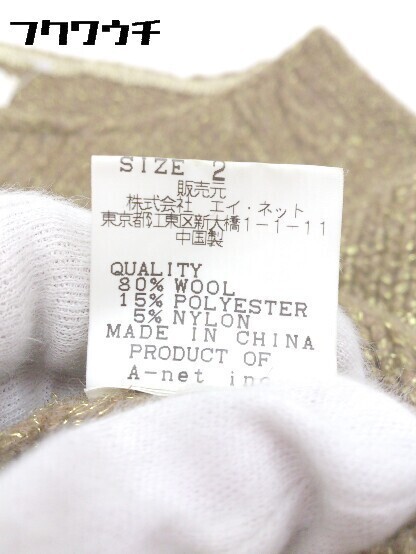 フクワウチ
SIZE 2
販売元
株式会社 エイ・ネット
東京都江東区新大橋1-1-11
中国製
QUALITY
80% WOOL
15% POLYESTER
5% NYLON
MADE IN CHINA
PRODUCT OF
A-net inc